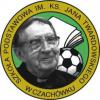 SZKOŁA PODSTAWOWA IM. KS. JANA TWARDOWSKIEGO
W CZACHÓWKU